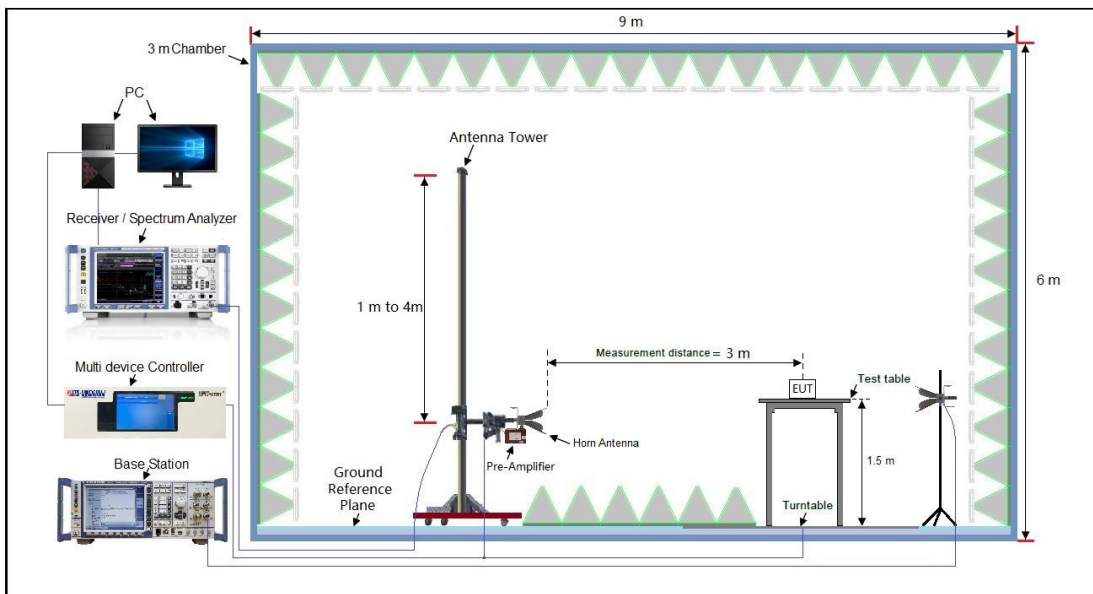 9 m
3 m Chamber
PC
Antenna Tower
Receiver / Spectrum Analyzer
6 m
1 m to 4m
Measurement distance = 3 m
Multi device Controller
EUT
Test table
Horn Antenna
Pre-Amplifier
1.5 m
Base Station
Ground
Reference
Plane
Turntable